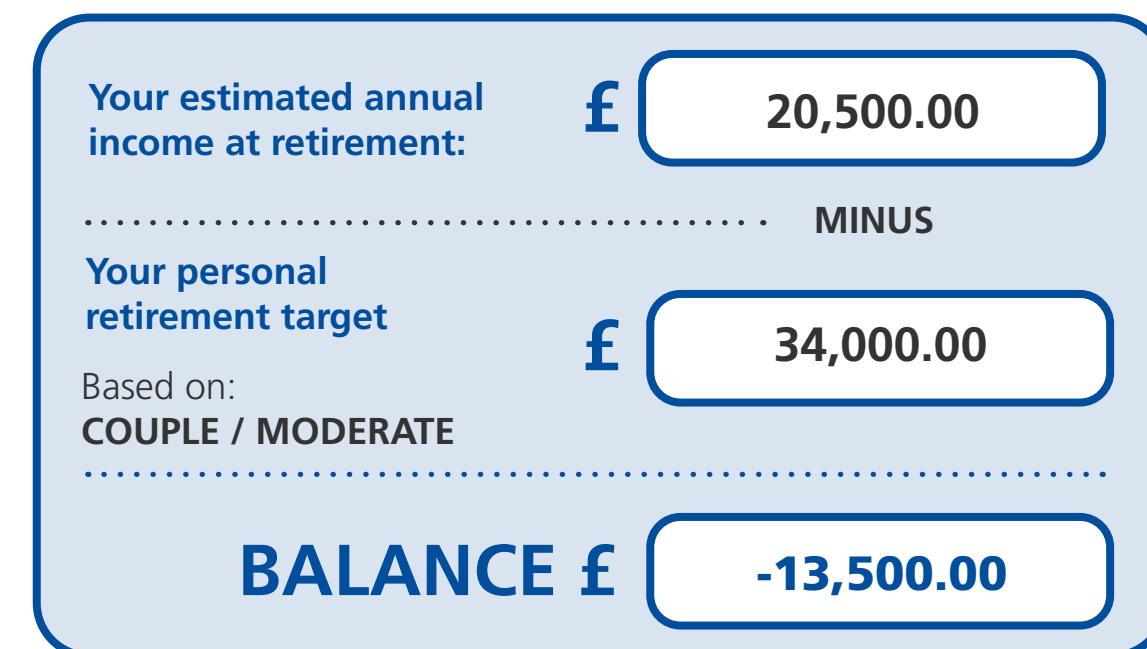 Your estimated annual
income at retirement:
£ 20,500.00
MINUS
Your personal
retirement target
£ 34,000.00
Based on:
COUPLE / MODERATE
BALANCE £ -13,500.00